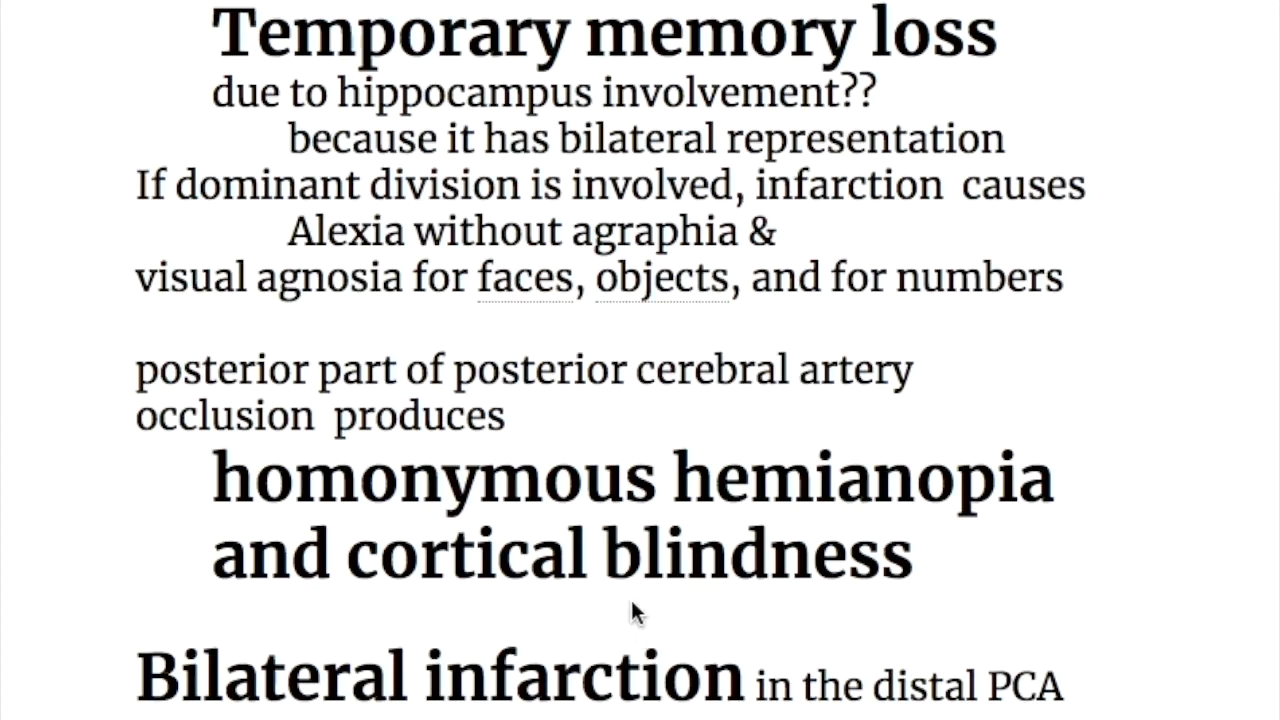 Temporary memory loss
due to hippocampus involvement??
because it has bilateral representation
If dominant division is involved, infarction causes
Alexia without agraphia &
visual agnosia for faces, objects, and for numbers
posterior part of posterior cerebral artery
occlusion produces
homonymous hemianopia
and cortical blindness
Bilateral infarction in the distal PCA